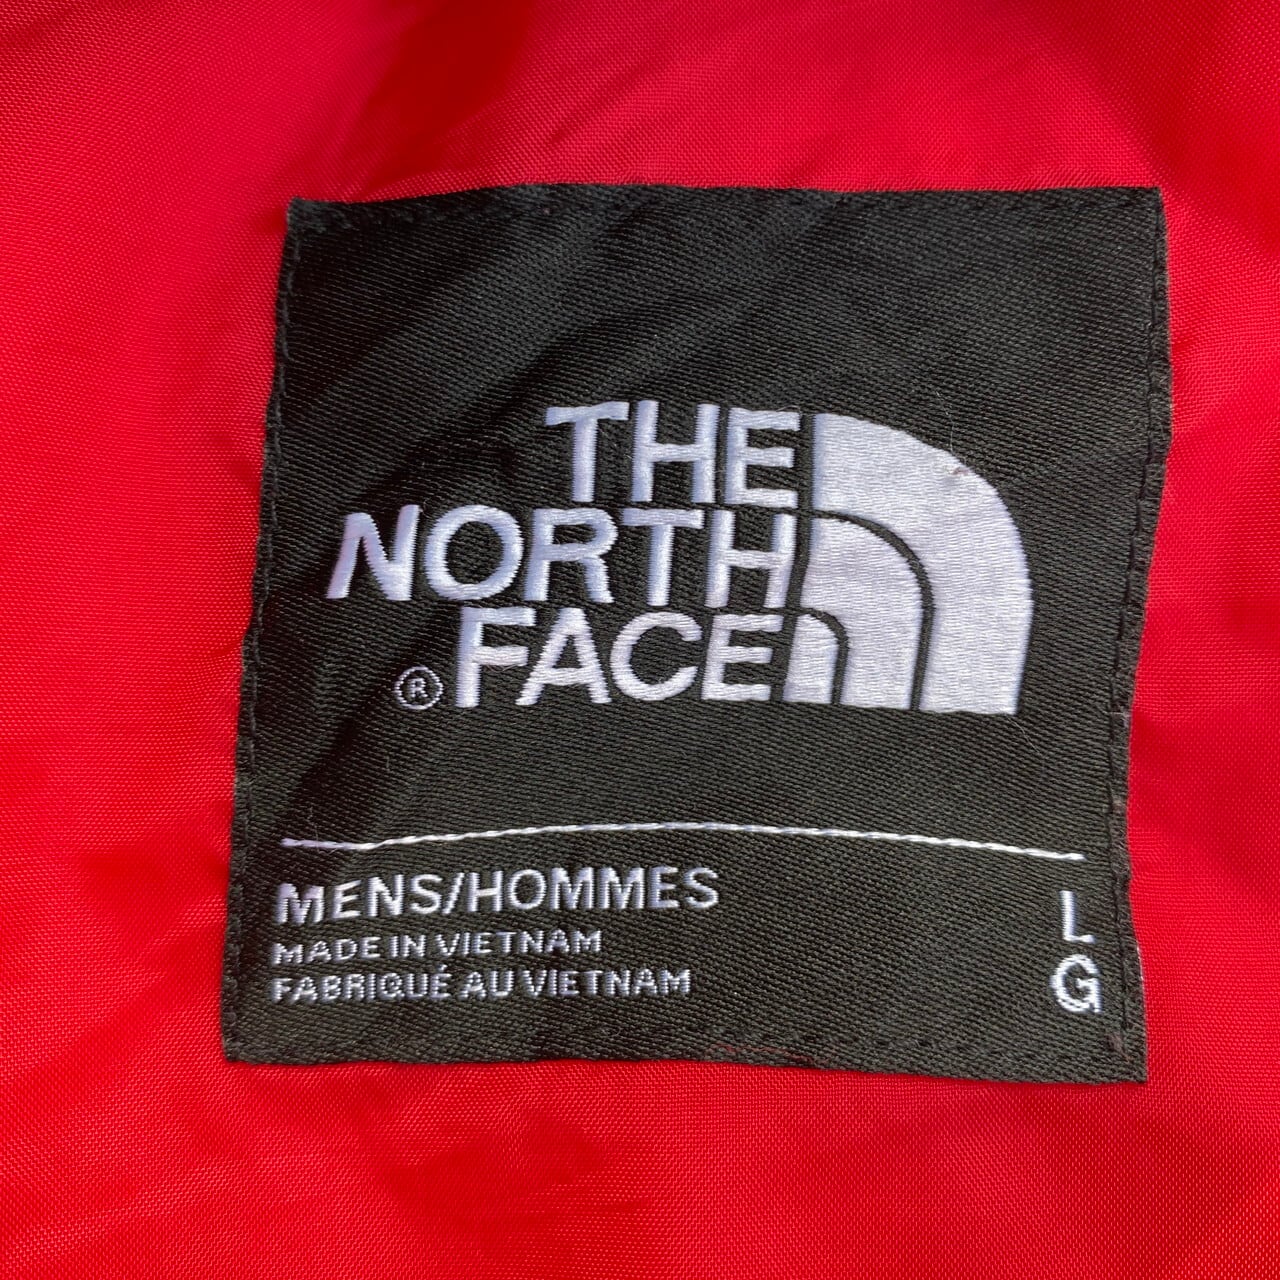 THE
NORTH
® FACE
MENS/HOMMES
MADE IN VIETNAM
FABRIQUÉ AU VIETNAM
L
G